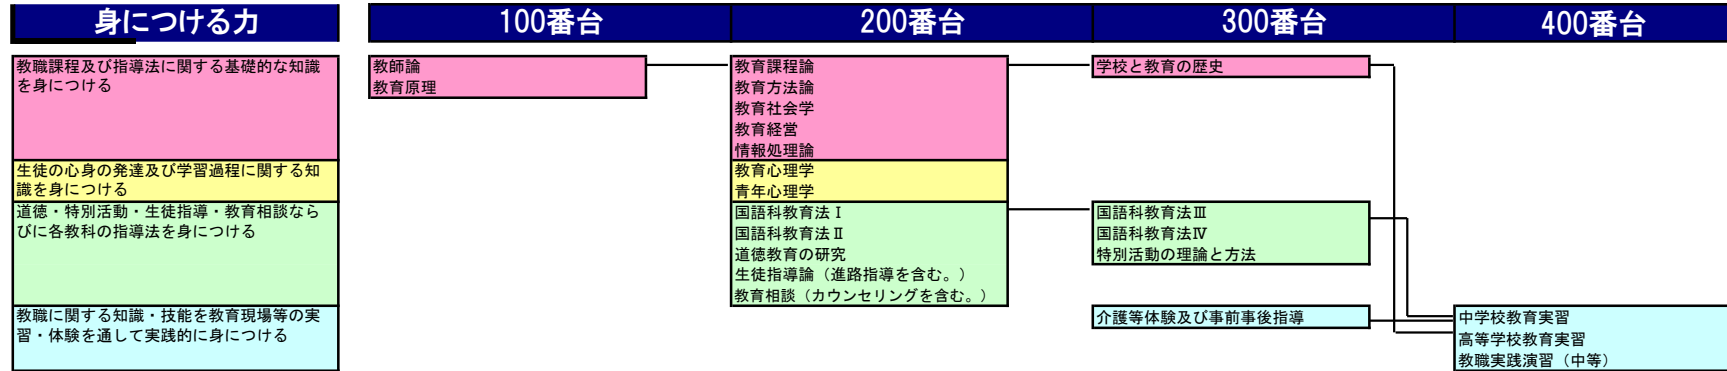 身につける力
100番台
200番台
300番台
400番台
教職課程及び指導法に関する基礎的な知識
を身につける
教師論
教育原理
教育課程論
教育方法論
教育社会学
教育経営
情報処理論
学校と教育の歴史
生徒の心身の発達及び学習過程に関する知
識を身につける
教育心理学
青年心理学
道徳・特別活動・生徒指導・教育相談なら
びに各教科の指導法を身につける
国語科教育法Ⅰ
国語科教育法Ⅱ
道徳教育の研究
生徒指導論（進路指導を含む。）
教育相談（カウンセリングを含む。）
国語科教育法Ⅲ
国語科教育法Ⅳ
特別活動の理論と方法
教職に関する知識・技能を教育現場等の実
習・体験を通して実践的に身につける
介護等体験及び事前事後指導
中学校教育実習
高等学校教育実習
教職実践演習（中等）